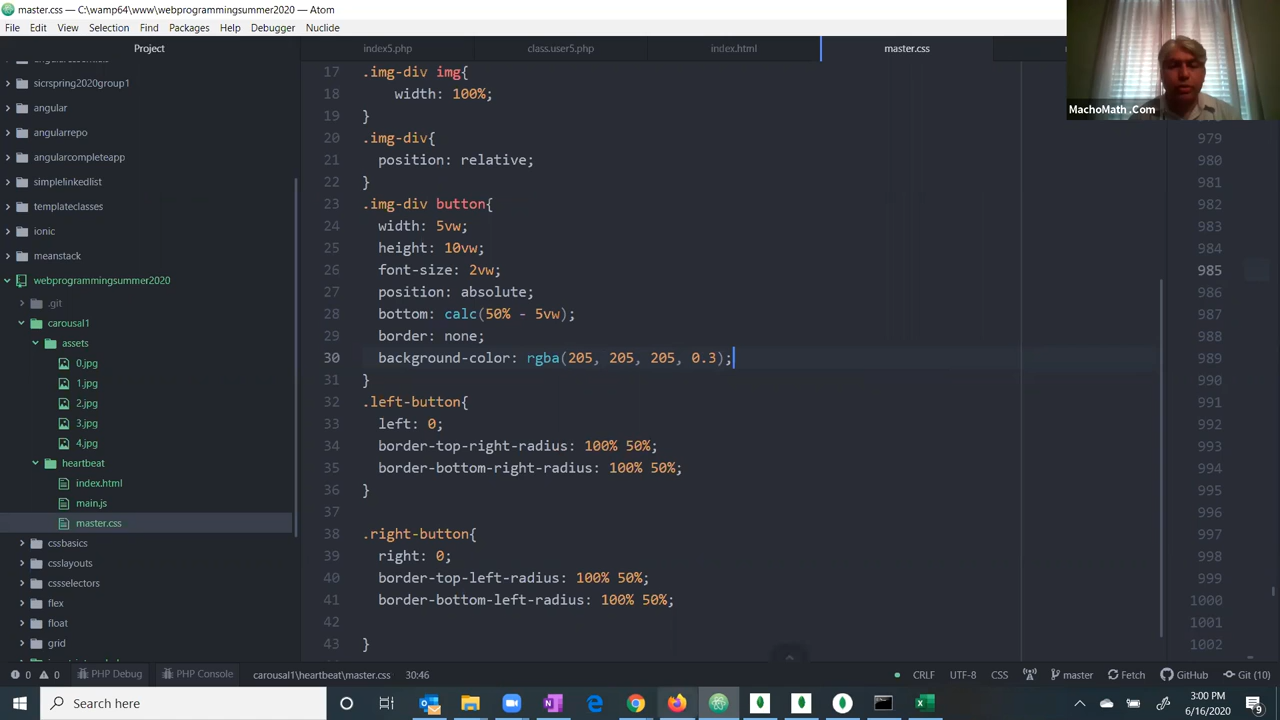 master.css — C:\wamp64\www\webprogrammingsummer2020 — Atom
File Edit View Selection Find Packages Help Debugger Nuclide
Project
index5.php class.user5.php index.html master.css
MachoMath .Com
sicrspring2020group1
angular
angularrepo
angularcompleteapp
simplelinkedlist
templateclasses
ionic
meanstack
webprogrammingsummer2020
.git
carousal1
assets
0.jpg
1.jpg
2.jpg
3.jpg
4.jpg
heartbeat
index.html
main.js
master.css
cssbasics
csslayouts
cssselectors
flex
float
grid
17 .img-div img{
18 width: 100%;
19 }
20 .img-div{
21 position: relative;
22 }
23 .img-div button{
24 width: 5vw;
25 height: 10vw;
26 font-size: 2vw;
27 position: absolute;
28 bottom: calc(50% - 5vw);
29 border: none;
30 background-color: rgba(205, 205, 205, 0.3);
31 }
32 .left-button{
33 left: 0;
34 border-top-right-radius: 100% 50%;
35 border-bottom-right-radius: 100% 50%;
36 }
37
38 .right-button{
39 right: 0;
40 border-top-left-radius: 100% 50%;
41 border-bottom-left-radius: 100% 50%;
42
43 }
979
980
981
982
983
984
985
986
987
988
989
990
991
992
993
994
995
996
997
998
999
1000
1001
1002
0 0 PHP Debug PHP Console carousal1\heartbeat\master.css 30:46 CRLF UTF-8 CSS master Fetch GitHub Git (10)
Type here to search
3:00 PM
6/16/2020
9